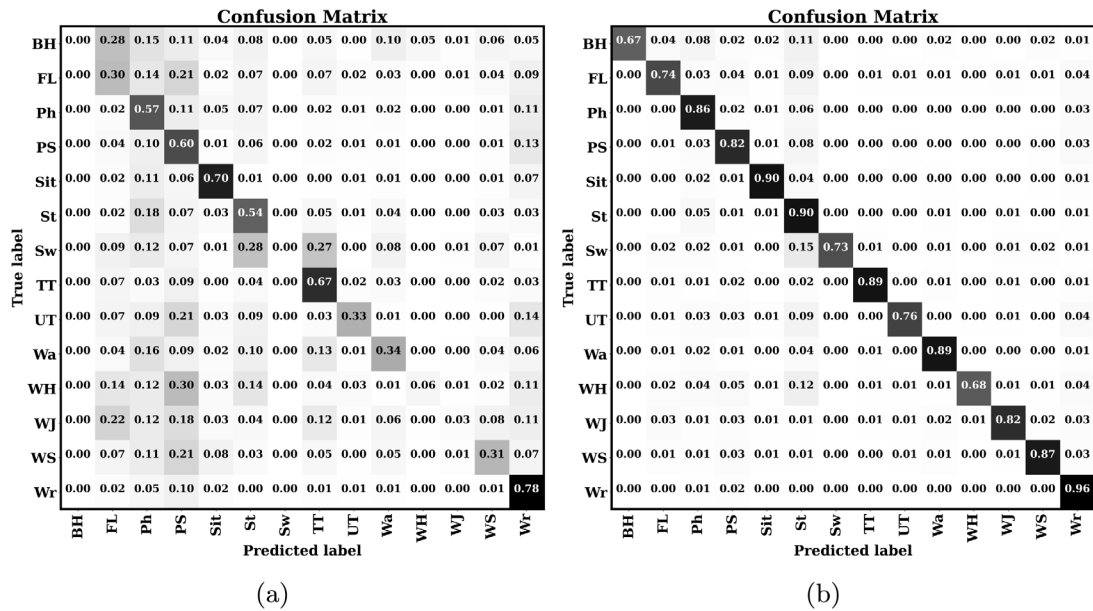 Confusion Matrix
BH 0.00 0.28 0.15 0.11 0.04 0.08 0.00 0.05 0.00 0.10 0.05 0.01 0.06 0.05
FL 0.00 0.30 0.14 0.21 0.02 0.07 0.00 0.07 0.02 0.03 0.00 0.01 0.04 0.09
Ph 0.00 0.02 0.57 0.11 0.05 0.07 0.00 0.02 0.01 0.02 0.00 0.00 0.01 0.11
PS 0.00 0.04 0.10 0.60 0.01 0.06 0.00 0.02 0.01 0.01 0.00 0.00 0.01 0.13
Sit 0.00 0.02 0.11 0.06 0.70 0.01 0.00 0.01 0.00 0.01 0.00 0.00 0.01 0.07
St 0.00 0.02 0.18 0.07 0.03 0.54 0.00 0.05 0.01 0.04 0.00 0.00 0.03 0.03
Sw 0.00 0.09 0.12 0.07 0.01 0.28 0.00 0.27 0.00 0.08 0.00 0.00 0.07 0.01
TT 0.00 0.07 0.03 0.09 0.00 0.04 0.00 0.67 0.02 0.03 0.00 0.00 0.02 0.03
UT 0.00 0.07 0.09 0.21 0.03 0.09 0.00 0.03 0.33 0.01 0.00 0.00 0.00 0.14
Wa 0.00 0.04 0.16 0.09 0.02 0.10 0.00 0.13 0.01 0.34 0.00 0.00 0.04 0.06
WH 0.00 0.14 0.12 0.30 0.03 0.14 0.00 0.04 0.03 0.01 0.06 0.00 0.02 0.11
WJ 0.00 0.22 0.12 0.18 0.03 0.04 0.00 0.12 0.01 0.06 0.00 0.03 0.08 0.11
WS 0.00 0.07 0.11 0.21 0.08 0.03 0.00 0.05 0.00 0.05 0.01 0.00 0.31 0.07
Wr 0.00 0.02 0.05 0.10 0.02 0.00 0.00 0.01 0.01 0.01 0.00 0.00 0.01 0.78
BH FL Ph PS Sit St Sw TT UT Wa WH WJ WS Wr
True label
Predicted label
(a)
Confusion Matrix
BH 0.67 0.04 0.08 0.02 0.02 0.11 0.00 0.00 0.00 0.02 0.00 0.00 0.02 0.01
FL 0.00 0.74 0.03 0.04 0.01 0.09 0.00 0.01 0.01 0.01 0.00 0.01 0.01 0.04
Ph 0.00 0.00 0.86 0.02 0.01 0.06 0.00 0.00 0.00 0.01 0.00 0.00 0.00 0.03
PS 0.00 0.01 0.03 0.82 0.01 0.08 0.00 0.00 0.00 0.01 0.00 0.00 0.00 0.03
Sit 0.00 0.00 0.02 0.01 0.90 0.04 0.00 0.00 0.00 0.00 0.00 0.00 0.00 0.01
St 0.00 0.00 0.05 0.01 0.01 0.90 0.00 0.00 0.00 0.01 0.00 0.00 0.00 0.01
Sw 0.00 0.02 0.02 0.01 0.00 0.15 0.73 0.01 0.00 0.01 0.00 0.00 0.02 0.01
TT 0.00 0.01 0.01 0.02 0.00 0.02 0.00 0.89 0.00 0.01 0.00 0.00 0.00 0.01
UT 0.00 0.01 0.03 0.03 0.01 0.09 0.00 0.00 0.76 0.00 0.00 0.00 0.01 0.04
Wa 0.00 0.01 0.02 0.01 0.00 0.04 0.00 0.01 0.00 0.89 0.00 0.00 0.00 0.01
WH 0.00 0.02 0.04 0.05 0.01 0.12 0.00 0.01 0.01 0.01 0.68 0.01 0.01 0.04
WJ 0.00 0.01 0.03 0.03 0.01 0.01 0.00 0.01 0.01 0.02 0.01 0.82 0.02 0.03
WS 0.00 0.01 0.01 0.03 0.01 0.01 0.00 0.01 0.00 0.01 0.00 0.00 0.87 0.03
Wr 0.00 0.00 0.01 0.02 0.00 0.00 0.00 0.00 0.00 0.00 0.00 0.00 0.00 0.96
BH FL Ph PS Sit St Sw TT UT Wa WH WJ WS Wr
True label
Predicted label
(b)